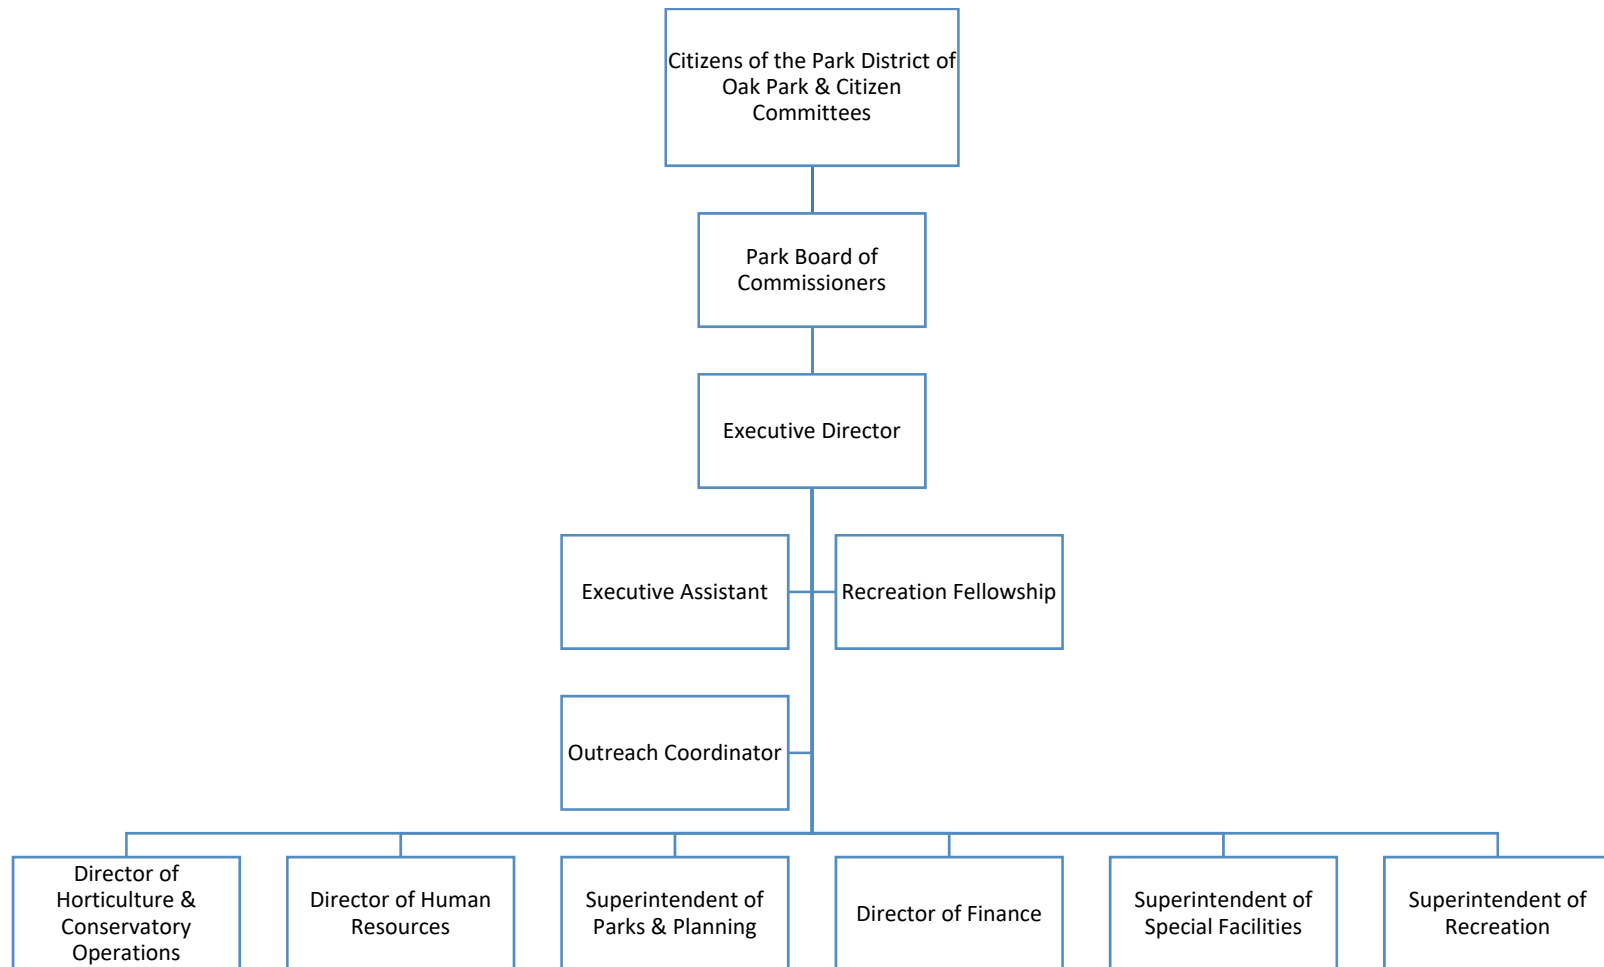 Citizens of the Park District of
Oak Park & Citizen
Committees
Park Board of
Commissioners
Executive Director
Executive Assistant
Recreation Fellowship
Outreach Coordinator
Director of
Horticulture &
Conservatory
Operations
Director of Human
Resources
Superintendent of
Parks & Planning
Director of Finance
Superintendent of
Special Facilities
Superintendent of
Recreation